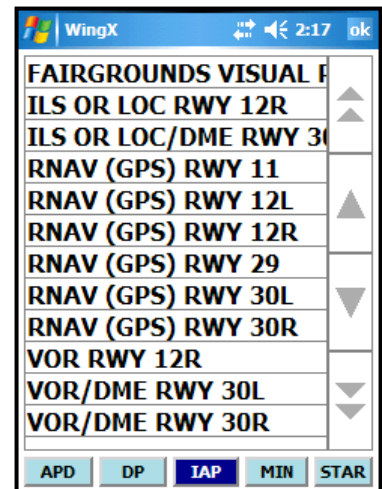 WingX 2:17 ok
FAIRGROUNDS VISUAL
ILS OR LOC RWY 12R
ILS OR LOC/DME RWY
RNAV (GPS) RWY 11
RNAV (GPS) RWY 12L
RNAV (GPS) RWY 12R
RNAV (GPS) RWY 29
RNAV (GPS) RWY 30L
RNAV (GPS) RWY 30R
VOR RWY 12R
VOR/DME RWY 30L
VOR/DME RWY 30R
APD DP IAP MIN STAR